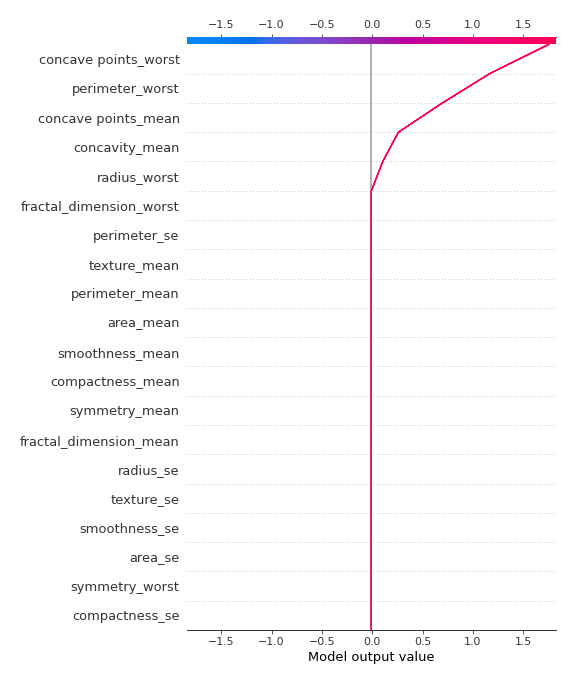 −1.5 −1.0 −0.5 0.0 0.5 1.0 1.5
concave points_worst
perimeter_worst
concave points_mean
concavity_mean
radius_worst
fractal_dimension_worst
perimeter_se
texture_mean
perimeter_mean
area_mean
smoothness_mean
compactness_mean
symmetry_mean
fractal_dimension_mean
radius_se
texture_se
smoothness_se
area_se
symmetry_worst
compactness_se
−1.5 −1.0 −0.5 0.0 0.5 1.0 1.5
Model output value